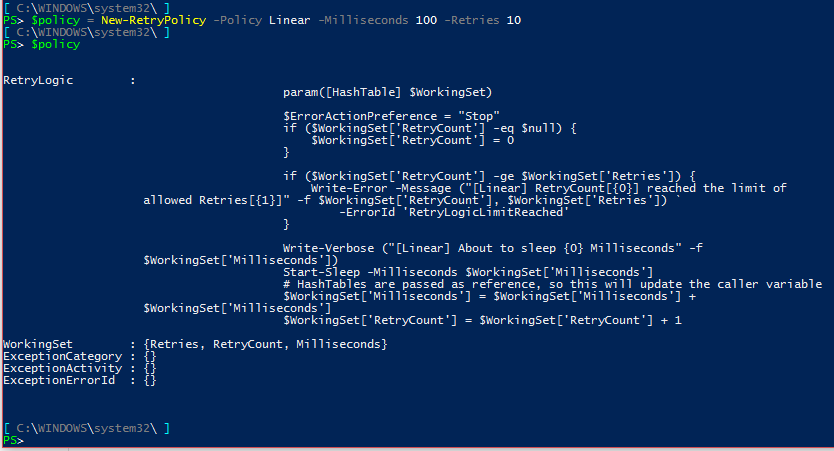 [ C:\WINDOWS\system32\ ]
PS> $policy = New-RetryPolicy -Policy Linear -Milliseconds 100 -Retries 10
[ C:\WINDOWS\system32\ ]
PS> $policy
RetryLogic :
param([HashTable] $WorkingSet)
$ErrorActionPreference = "Stop"
if ($WorkingSet['RetryCount'] -eq $null) {
$WorkingSet['RetryCount'] = 0
}
if ($WorkingSet['RetryCount'] -ge $WorkingSet['Retries']) {
Write-Error -Message ("[Linear] RetryCount[{0}] reached the limit of
allowed Retries[{1}]" -f $WorkingSet['RetryCount'], $WorkingSet['Retries']) `
-ErrorId 'RetryLogicLimitReached'
}
Write-Verbose ("[Linear] About to sleep {0} Milliseconds" -f
$WorkingSet['Milliseconds'])
Start-Sleep -Milliseconds $WorkingSet['Milliseconds']
# HashTables are passed as reference, so this will update the caller variable
$WorkingSet['Milliseconds'] = $WorkingSet['Milliseconds'] +
$WorkingSet['Milliseconds']
$WorkingSet['RetryCount'] = $WorkingSet['RetryCount'] + 1
WorkingSet : {Retries, RetryCount, Milliseconds}
ExceptionCategory : {}
ExceptionActivity : {}
ExceptionErrorId : {}
[ C:\WINDOWS\system32\ ]
PS>